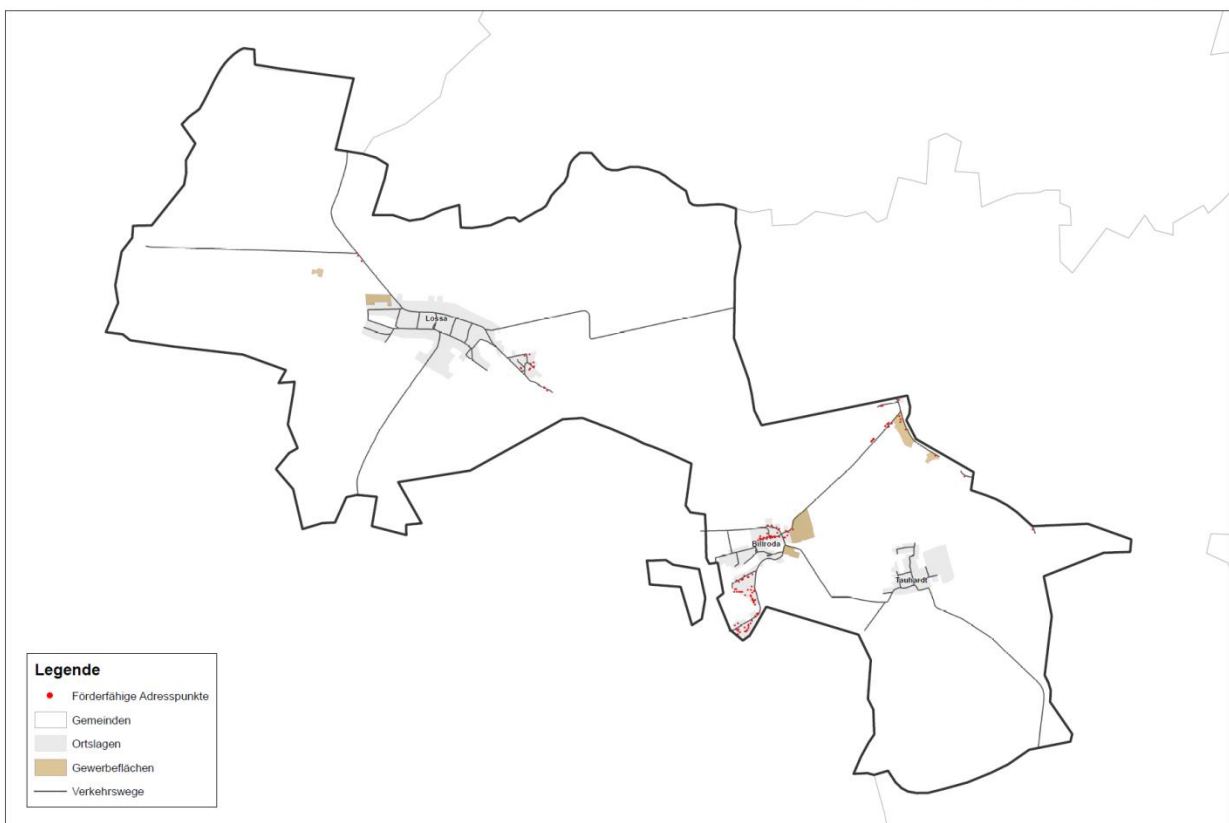 Lossa
Billroda
Tauhardt
Legende
Förderfähige Adresspunkte
Gemeinden
Ortslagen
Gewerbeflächen
Verkehrswege